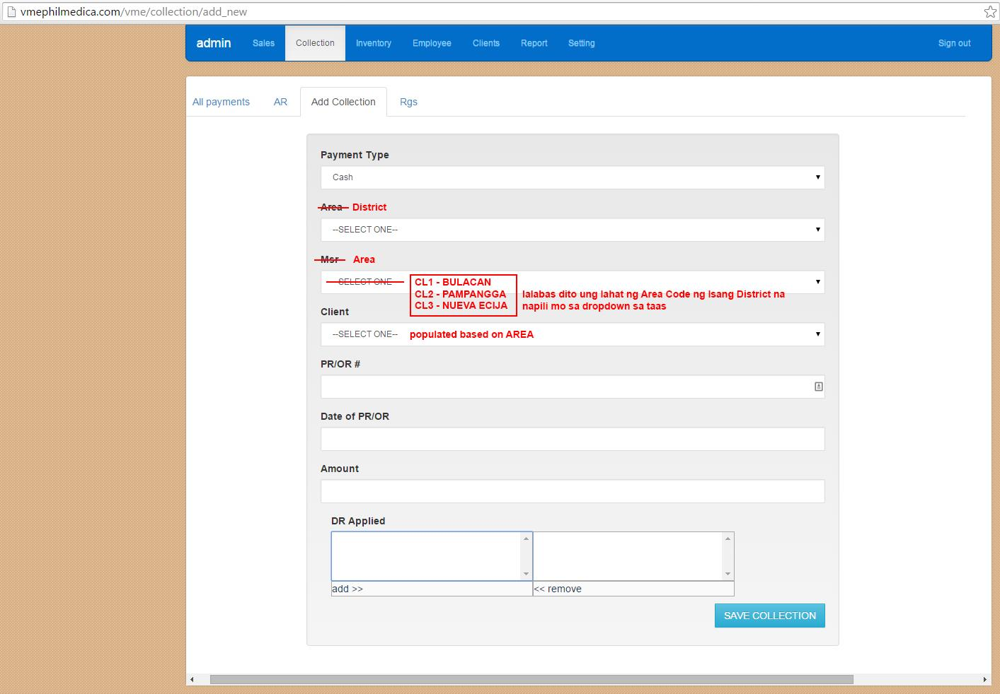 vmephilmedica.com/vme/collection/add_new
admin Sales Collection Inventory Employee Clients Report Setting Sign out
All payments AR Add Collection Rgs
Payment Type
Cash
Area District
--SELECT ONE--
Msr Area
--SELECT ONE-- CL1 - BULACAN
CL2 - PAMPANGGA
CL3 - NUEVA ECIJA
lalabas dito ung lahat ng Area Code ng Isang District na
napili mo sa dropdown sa taas
Client
--SELECT ONE-- populated based on AREA
PR/OR #
Date of PR/OR
Amount
DR Applied
add >> << remove
SAVE COLLECTION